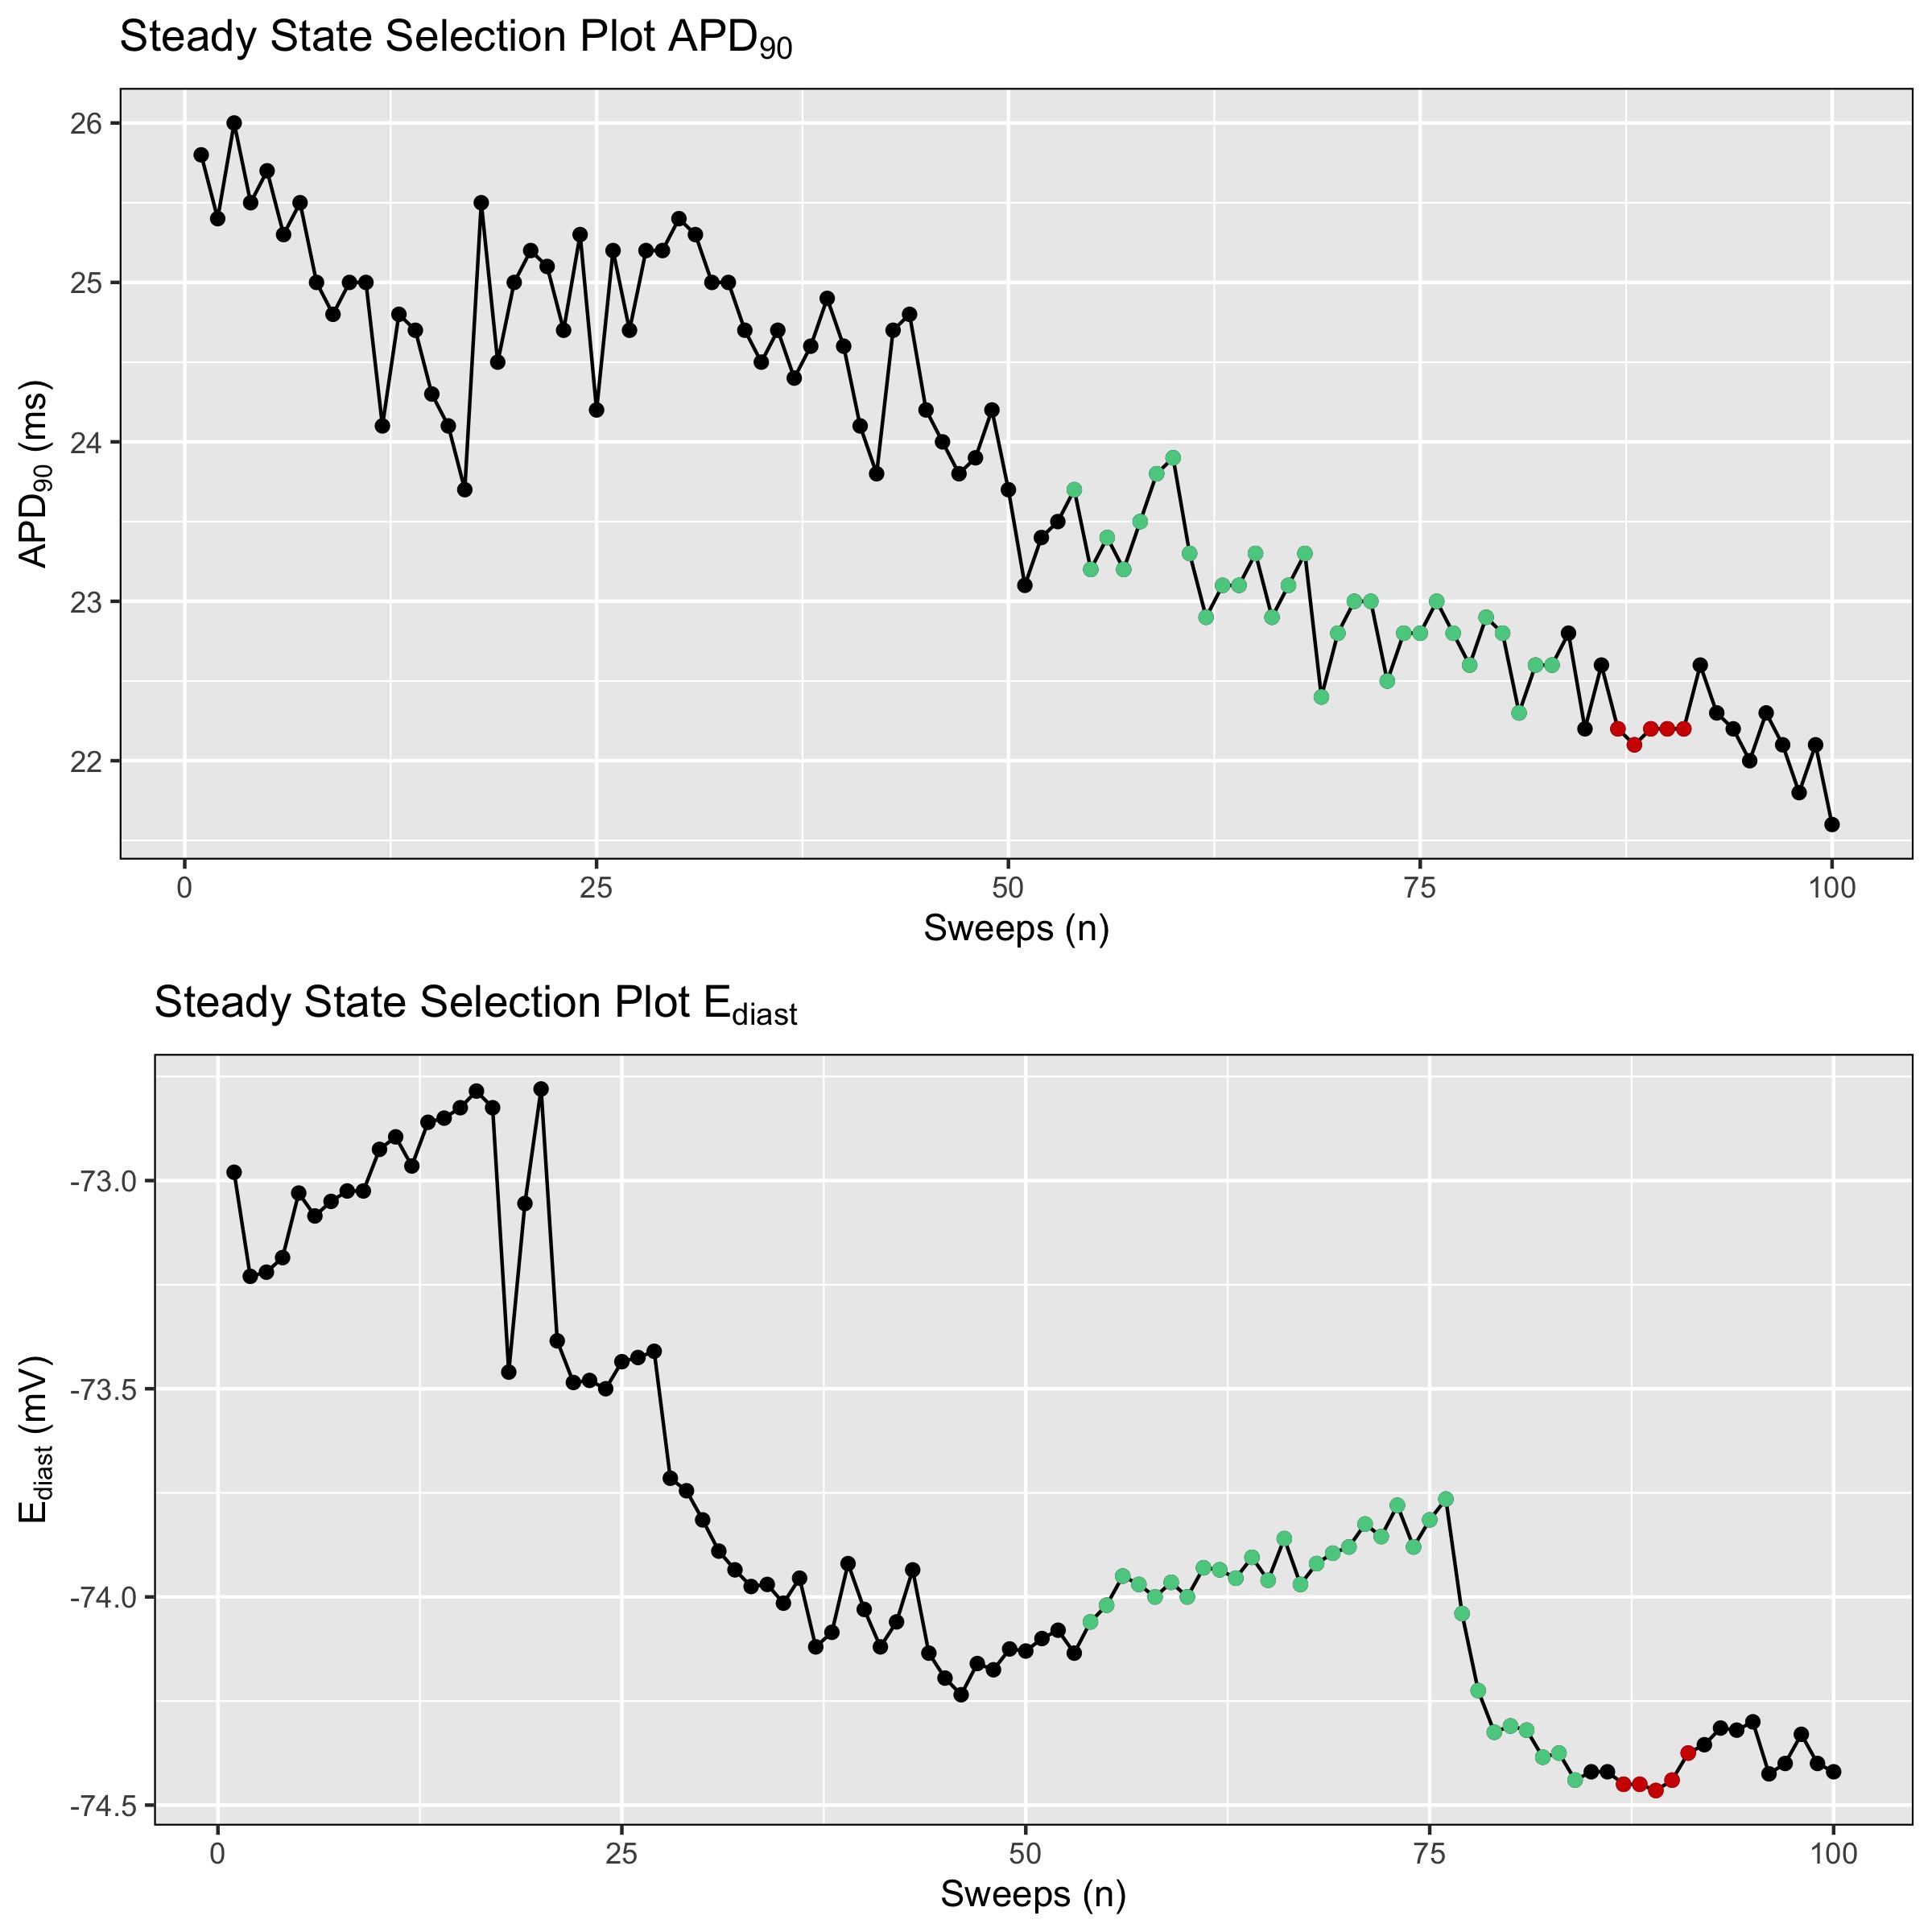 Steady State Selection Plot APD90
26
25
24
23
22
APD90 (ms)
0 25 50 75 100
Sweeps (n)
Steady State Selection Plot Ediast
-73.0
-73.5
-74.0
-74.5
Ediast (mV)
0 25 50 75 100
Sweeps (n)